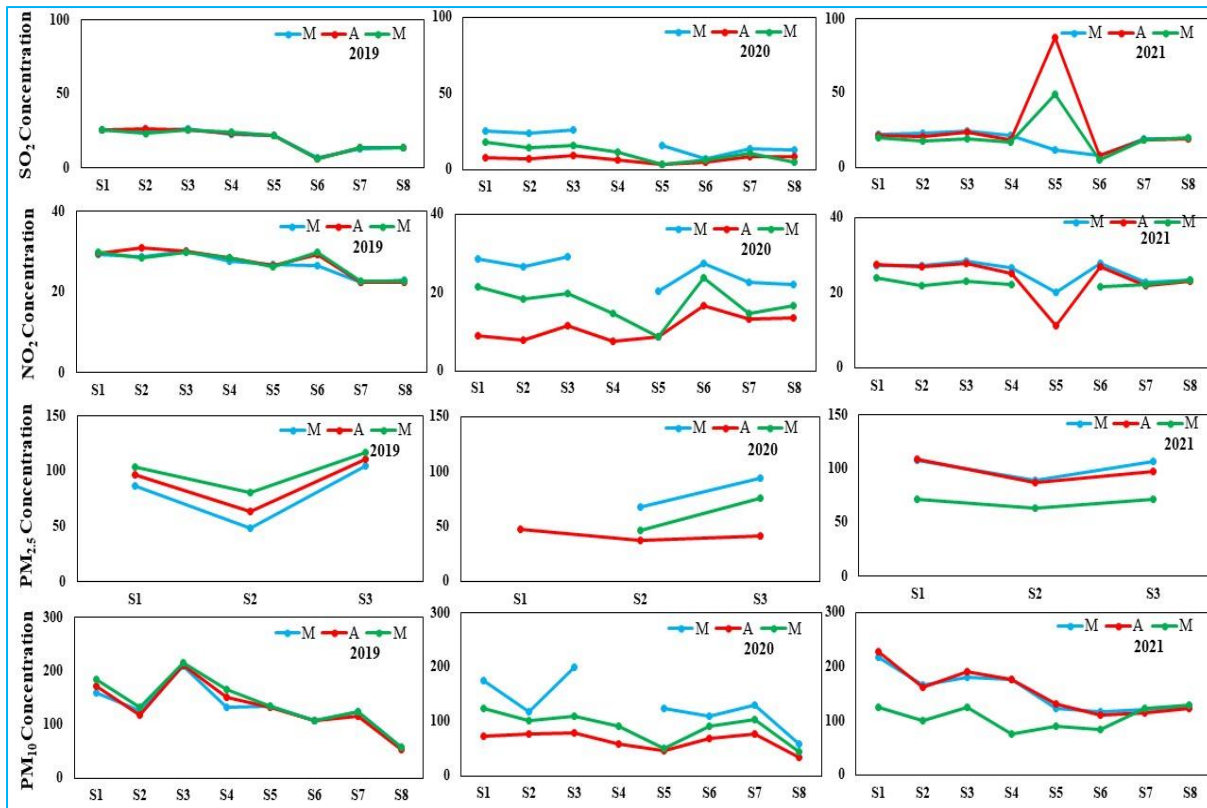 SO2 Concentration
100
50
0
M A M
2019
S1 S2 S3 S4 S5 S6 S7 S8
100
50
0
M A M
2020
S1 S2 S3 S4 S5 S6 S7 S8
100
50
0
M A M
2021
S1 S2 S3 S4 S5 S6 S7 S8
NO2 Concentration
40
20
0
M A M
2019
S1 S2 S3 S4 S5 S6 S7 S8
40
20
0
M A M
2020
S1 S2 S3 S4 S5 S6 S7 S8
40
20
0
M A M
2021
S1 S2 S3 S4 S5 S6 S7 S8
PM2.5 Concentration
150
100
50
0
M A M
2019
S1 S2 S3
150
100
50
0
M A M
2020
S1 S2 S3
150
100
50
0
M A M
2021
S1 S2 S3
PM10 Concentration
300
200
100
0
M A M
2019
S1 S2 S3 S4 S5 S6 S7 S8
300
200
100
0
M A M
2020
S1 S2 S3 S4 S5 S6 S7 S8
300
200
100
0
M A M
2021
S1 S2 S3 S4 S5 S6 S7 S8